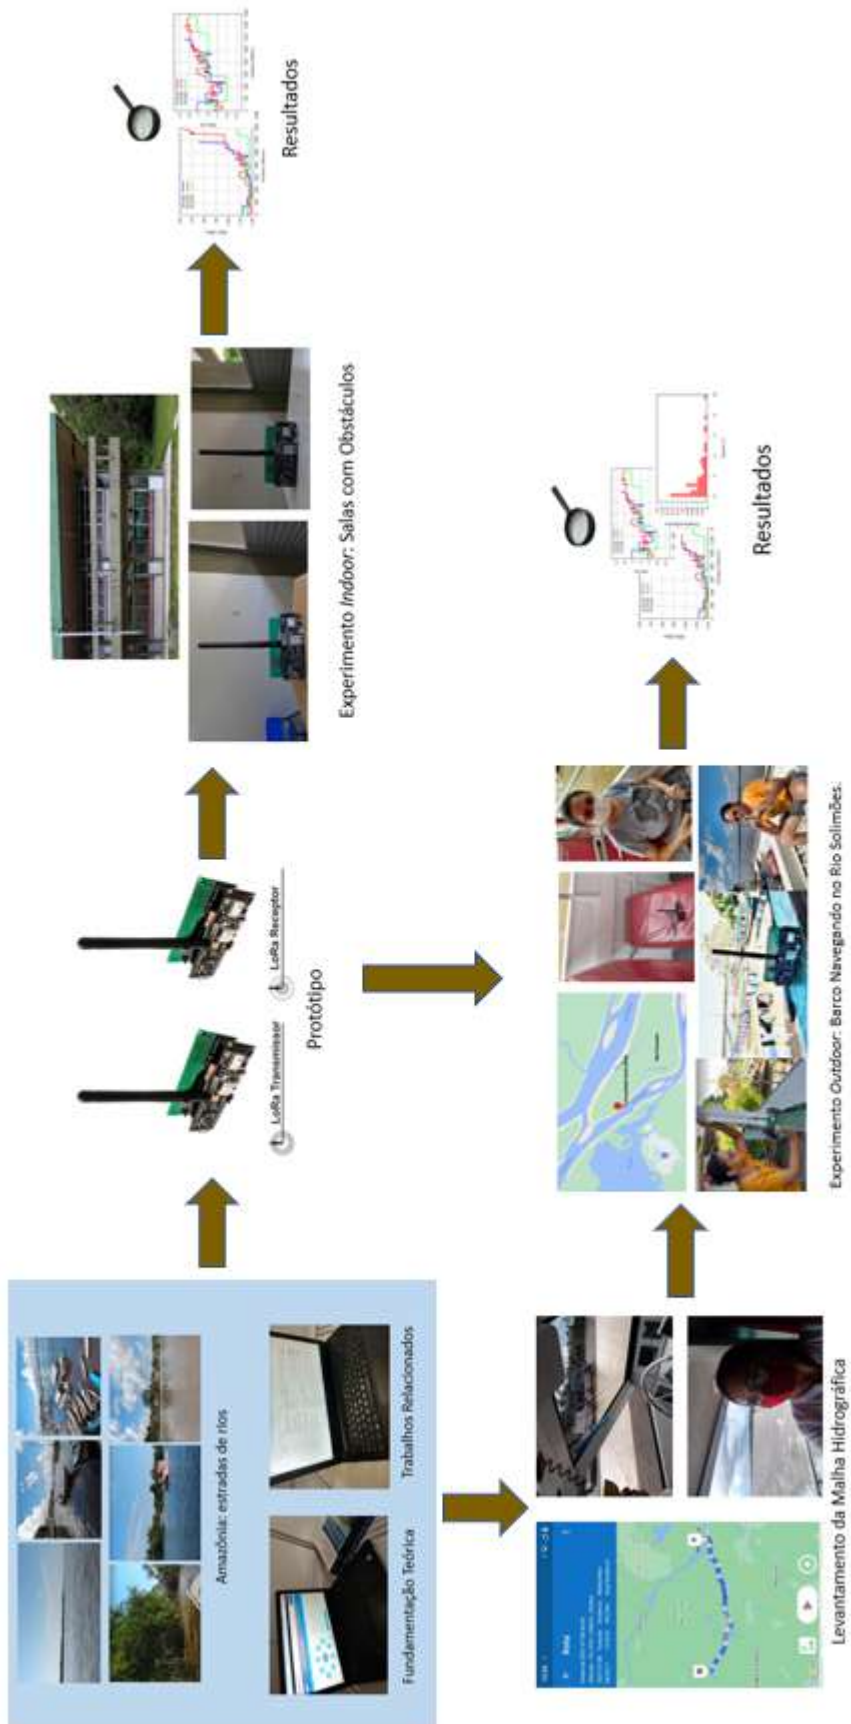 Amazônia: estradas de rios
Fundamentação Teórica
Trabalhos Relacionados
LoRa Transmissor
LoRa Receptor
Protótipo
Experimento Indoor: Salas com Obstáculos
Resultados
Levantamento da Malha Hidrográfica
Experimento Outdoor: Barco Navegando no Rio Solimões.
Resultados